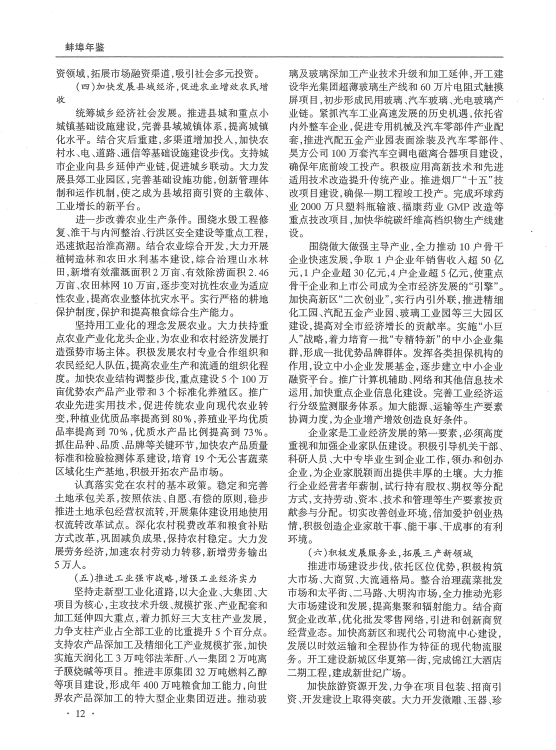 蚌埠年鉴
资领域、拓展市场融资渠道,吸引社会多元投资。
(四)加快发展县域经济,促进农业增效农民增
收
统筹城乡经济社会发展。推进县城和重点小
城镇基础设施建设,完善县域城镇体系,提高城镇
化水平。结合灾后重建,多渠道增加投入,加快农
村水、电、道路、通信等基础设施建设步伐。支持城
市企业向县乡延伸产业链,促进城乡联动。大力发
展县郊工业园区,完善基础设施功能,创新管理体
制和运作机制,使之成为县域招商引资的主载体、
工业增长的新平台。
进一步改善农业生产条件。围绕水毁工程修
复、淮干与内河整治、行洪区安全建设等重点工程,
迅速掀起治淮高潮。结合农业综合开发,大力开展
植树造林和农田水利基本建设,综合治理山水林
田,新增有效灌溉面积2万亩、有效除涝面积2.46
万亩、农田林网10万亩,逐步变对抗性农业为适应
性农业,提高农业整体抗灾水平。实行严格的耕地
保护制度,保护和提高粮食综合生产能力。
坚持用工业化的理念发展农业。大力扶持重
点农业产业化龙头企业,为农业和农村经济发展打
造强势市场主体。积极发展农村专业合作组织和
农民经纪人队伍,提高农业生产和流通的组织化程
度。加快农业结构调整步伐,重点建设5个100万
亩优势农产品产业带和3个标准化养殖区。推广
农业先进实用技术,促进传统农业向现代农业转
变,种植业优质品率提高到80%,养殖业平均优质
品率提高到70%,优质水产品比例提高到73%。
抓住品种、品质、品牌等关键环节,加快农产品质量
标准和检验检测体系建设,培育19个无公害蔬菜
区域化生产基地,积极开拓农产品市场。
认真落实党在农村的基本政策。稳定和完善
土地承包关系,按照依法、自愿、有偿的原则,稳步
推进土地承包经营权流转,开展集体建设用地使用
权流转改革试点。深化农村税费改革和粮食补贴
方式改革,巩固减负成果,保持农村稳定。大力发
展劳务经济,加速农村劳动力转移,新增劳务输出
5万人。
(五)推进工业强市战略,增强工业经济实力
坚持走新型工业化道路,以大企业、大集团、大
项目为核心,主攻技术升级、规模扩张、产业配套和
加工延伸四大重点,着力抓好三大支柱产业发展,
力争支柱产业占全部工业的比重提升5个百分点。
支持农产品深加工及精细化工产业规模扩张,加快
实施天润化工3万吨邻法苯酐、八一集团2万吨离
子膜烧碱等项目。推进丰原集团32万吨燃料乙醇
等项目建设,形成年400万吨粮食加工能力,向世
界农产品深加工的特大型企业集团迈进。推动玻
璃及玻璃深加工产业技术升级和加工延伸,开工建
设华光集团超薄玻璃生产线和60万片电阻式触摸
屏项目,初步形成民用玻璃、汽车玻璃、光电玻璃产
业链。紧抓汽车工业高速发展的历史机遇,依托省
内外整车企业,促进专用机械及汽车零部件产业配
套,推进汽配五金产业园表面涂装及汽车零部件、
昊方公司100万套汽车空调电磁离合器项目建设,
确保年底前竣工投产。积极应用高新技术和先进
适用技术改造提升传统产业。推进烟厂“十五”技
改项目建设,确保一期工程竣工投产。完成环球药
业2000万只塑料瓶输液、福康药业GMP改造等
重点技改项目,加快华皖碳纤维高档织物生产线建
设。
围绕做大做强主导产业,全力推动10户骨干
企业快速发展,争取1户企业年销售收入超50亿
元,1户企业超30亿元,4户企业超5亿元,使重点
骨干企业和上市公司成为全市经济发展的“引擎”。
加快高新区“二次创业”,实行内引外联,推进精细
化工园、汽配五金产业园、玻璃工业园等三大园区
建设,提高对全市经济增长的贡献率。实施“小巨
人”战略,着力培育一批“专精特新”的中小企业集
群,形成一批优势品牌群体。发挥各类担保机构的
作用,设立中小企业发展基金,逐步建立中小企业
融资平台。推广计算机辅助、网络和其他信息技术
运用,加快重点企业信息化建设。完善工业经济运
行分级监测服务体系。加大能源、运输等生产要素
协调力度,为企业增产增效创造良好条件。
企业家是工业经济发展的第一要素,必须高度
重视和加强企业家队伍建设。积极引导机关干部、
科研人员、大中专毕业生到企业工作、领办和创办
企业,为企业家脱颖而出提供丰厚的土壤。大力推
行企业经营者年薪制,试行持有股权、期权等分配
方式,支持劳动、资本、技术和管理等生产要素按贡
献参与分配。切实改善创业环境,倍加爱护创业热
情,积极创造企业家敢干事、能干事、干成事的有利
环境。
(六)积极发展服务业,拓展三产新领域
推进市场建设步伐,依托区位优势,积极构筑
大市场、大商贸、大流通格局。整合治理蔬菜批发
市场和太平街、二马路、大明沟市场,全力推动光彩
大市场建设和发展,提高集聚和辐射能力。结合商
贸企业改革,优化批发零售网络,引进和创新商贸
经营业态。加快高新区和现代公司物流中心建设,
发展以时效运输和全程协作为特征的现代物流服
务。开工建设新城区华夏第一街,完成锦江大酒店
二期工程,建成新世纪广场。
加快旅游资源开发,力争在项目包装、招商引
资、开发建设上取得突破。大力开发微雕、玉器、珍
· 12 ·